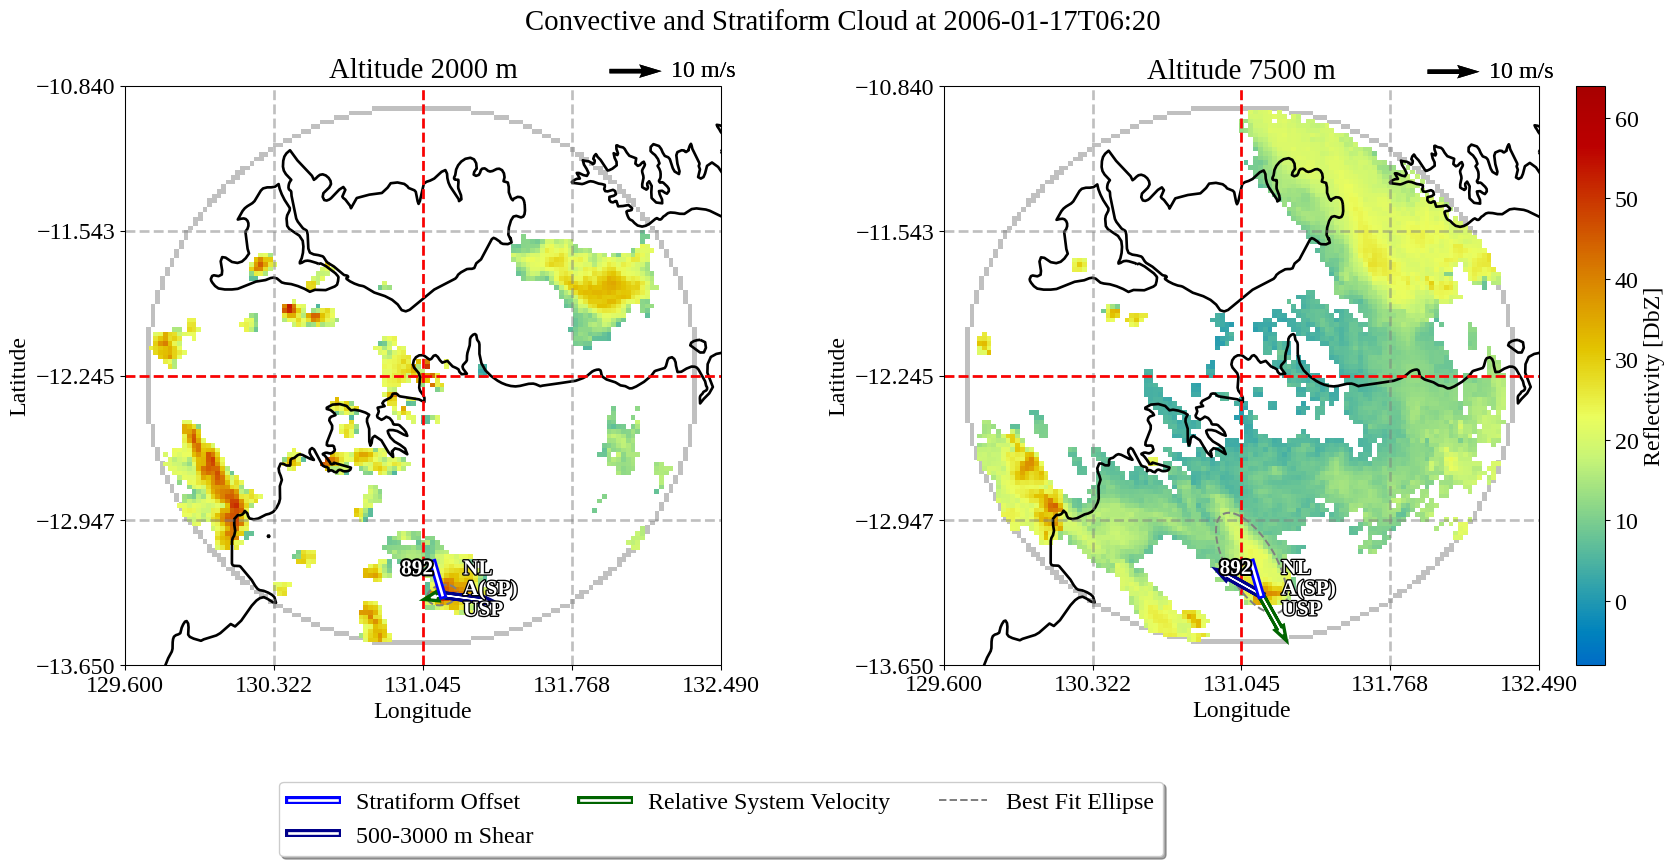 Convective and Stratiform Cloud at 2006-01-17T06:20
Altitude 2000 m
10 m/s
−10.840
−11.543
−12.245
−12.947
−13.650
Latitude
892
NL
A(SP)
USP
129.600 130.322 131.045 131.768 132.490
Longitude
Altitude 7500 m
10 m/s
−10.840
−11.543
−12.245
−12.947
−13.650
Latitude
892
NL
A(SP)
USP
129.600 130.322 131.045 131.768 132.490
Longitude
60
50
40
30
20
10
0
Reflectivity [DbZ]
Stratiform Offset
500-3000 m Shear
Relative System Velocity
Best Fit Ellipse